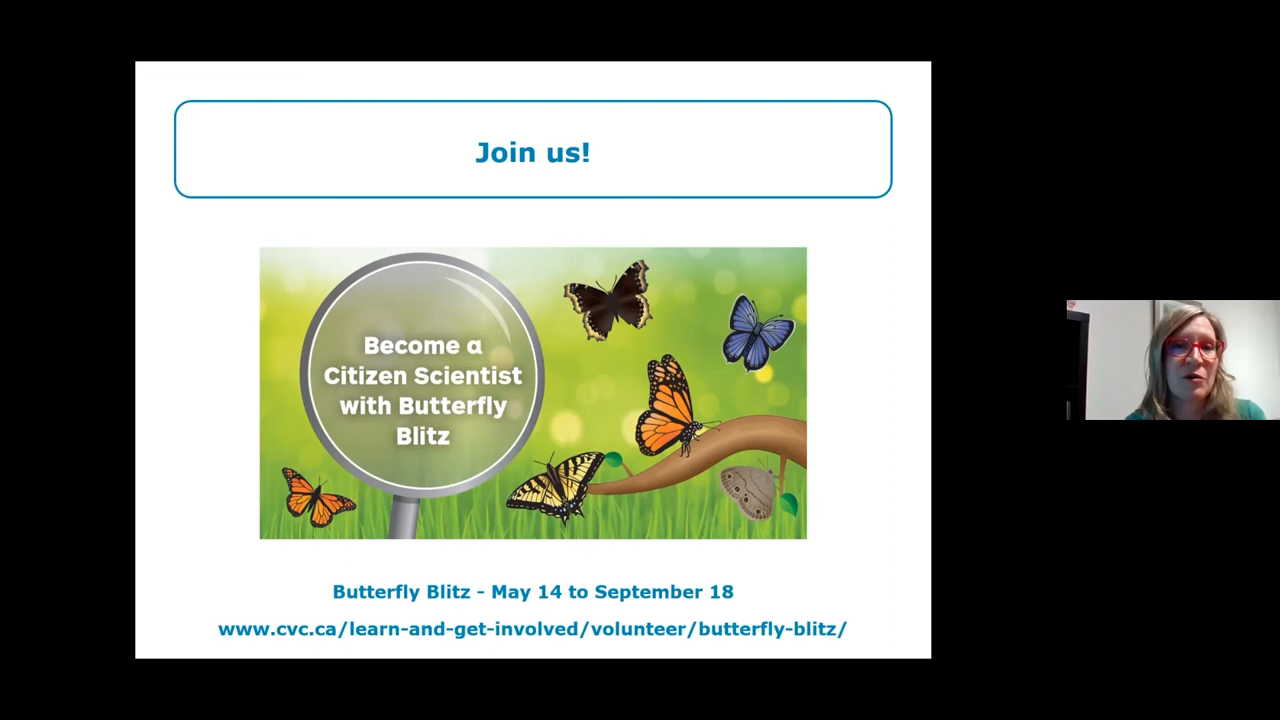 Join us!
Become a
Citizen Scientist
with Butterfly
Blitz
Butterfly Blitz - May 14 to September 18
www.cvc.ca/learn-and-get-involved/volunteer/butterfly-blitz/